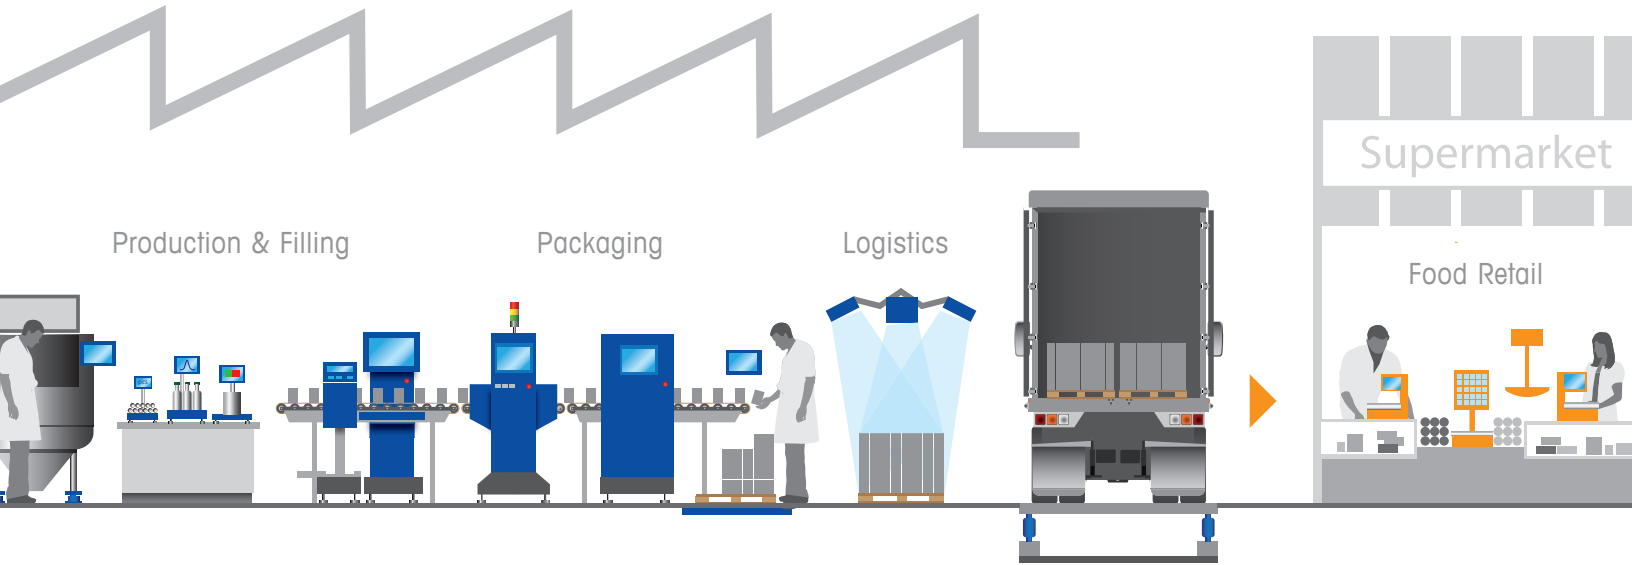 Supermarket
Production & Filling
Packaging
Logistics
Food Retail